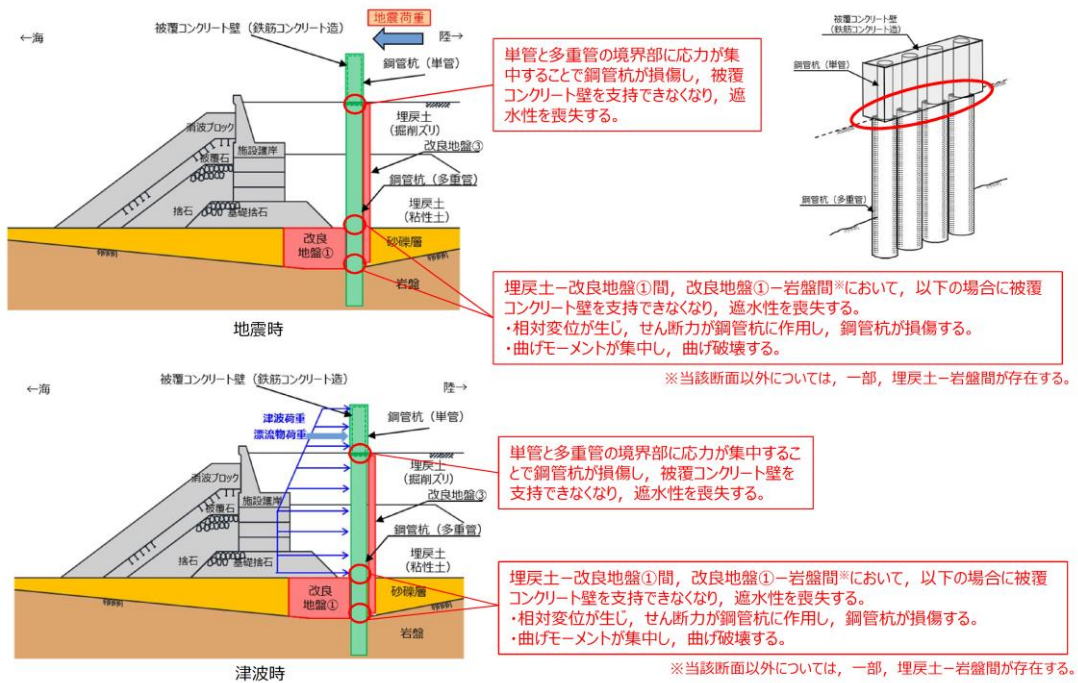 被覆コンクリート壁（鉄筋コンクリート造）
地震荷重
←海
陸→
鋼管杭（単管）
埋戻土
（掘削ズリ）
改良地盤③
消波ブロック
被覆石
施設護岸
鋼管杭（多重管）
埋戻土
（粘性土）
捨石
基礎捨石
改良
地盤①
砂礫層
岩盤
地震時
単管と多重管の境界部に応力が集
中することで鋼管杭が損傷し，被覆
コンクリート壁を支持できなくなり，遮
水性を喪失する。
被覆コンクリート壁
（鉄筋コンクリート造）
鋼管杭（単管）
鋼管杭（多重管）
埋戻土－改良地盤①間，改良地盤①－岩盤間※において，以下の場合に被覆
コンクリート壁を支持できなくなり，遮水性を喪失する。
・相対変位が生じ，せん断力が鋼管杭に作用し，鋼管杭が損傷する。
・曲げモーメントが集中し，曲げ破壊する。
※当該断面以外については，一部，埋戻土－岩盤間が存在する。
被覆コンクリート壁（鉄筋コンクリート造）
←海
陸→
津波荷重
漂流物荷重
鋼管杭（単管）
埋戻土
（掘削ズリ）
改良地盤③
消波ブロック
被覆石
施設護岸
鋼管杭（多重管）
埋戻土
（粘性土）
捨石
基礎捨石
改良
地盤①
砂礫層
岩盤
津波時
単管と多重管の境界部に応力が集中するこ
とで鋼管杭が損傷し，被覆コンクリート壁を
支持できなくなり，遮水性を喪失する。
埋戻土－改良地盤①間，改良地盤①－岩盤間※において，以下の場合に被覆
コンクリート壁を支持できなくなり，遮水性を喪失する。
・相対変位が生じ，せん断力が鋼管杭に作用し，鋼管杭が損傷する。
・曲げモーメントが集中し，曲げ破壊する。
※当該断面以外については，一部，埋戻土－岩盤間が存在する。